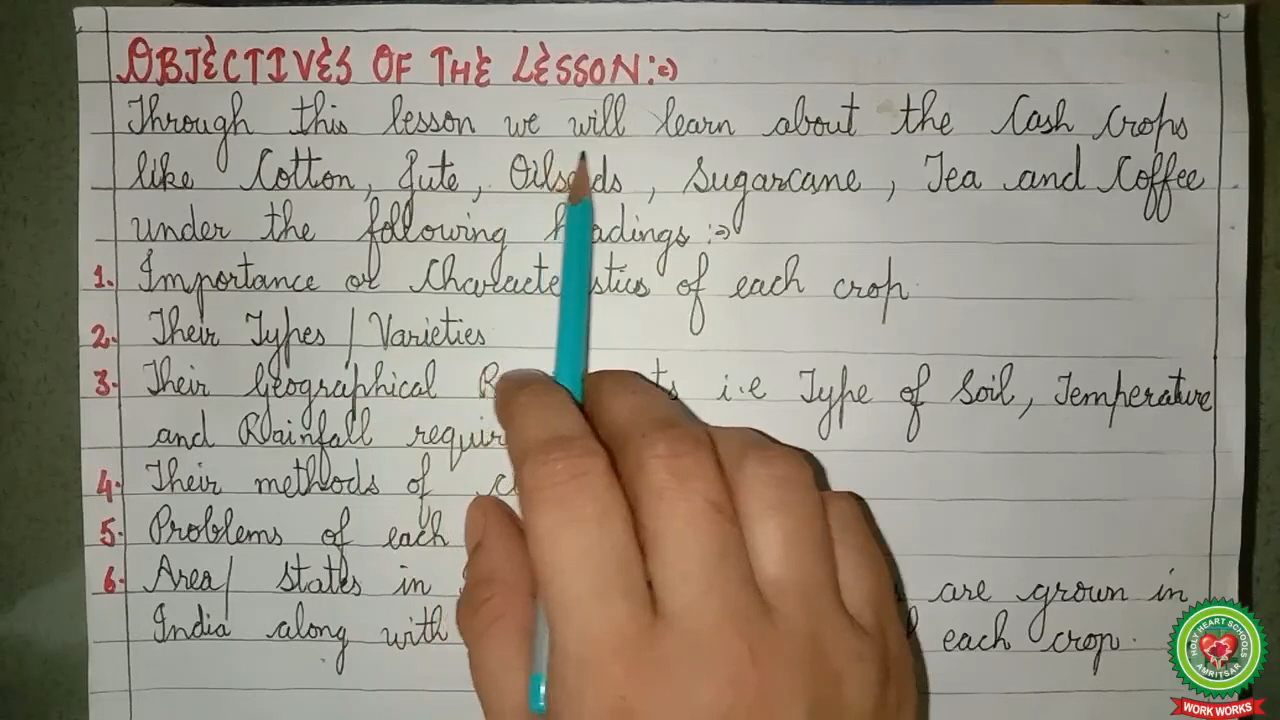 OBJECTIVES OF THE LESSON:-
Through this lesson we will learn about the Cash Crops
like Cotton, Jute, Oilseeds, Sugarcane, Tea and Coffee
under the following headings :-
1. Importance or Characteristics of each crop.
2. Their Types / Varieties
3. Their Geographical i.e Type of Soil, Temperature
and Rainfall
4. Their methods of
5. Problems of each
6. Area/ States in are grown in
India along with each crop.
HOLY HEART SCHOOLS
AMRITSAR
WORK WORKS